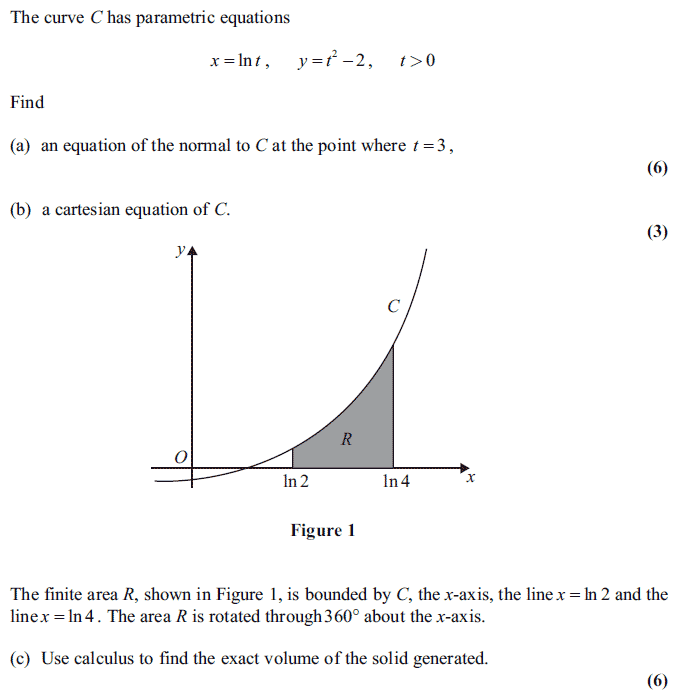 The curve C has parametric equations
x = ln t, y = t² − 2, t > 0
Find
(a) an equation of the normal to C at the point where t = 3,
(6)
(b) a cartesian equation of C.
(3)
y
C
R
O
ln 2 ln 4 x
Figure 1
The finite area R, shown in Figure 1, is bounded by C, the x-axis, the line x = ln 2 and the
line x = ln 4. The area R is rotated through 360° about the x-axis.
(c) Use calculus to find the exact volume of the solid generated.
(6)